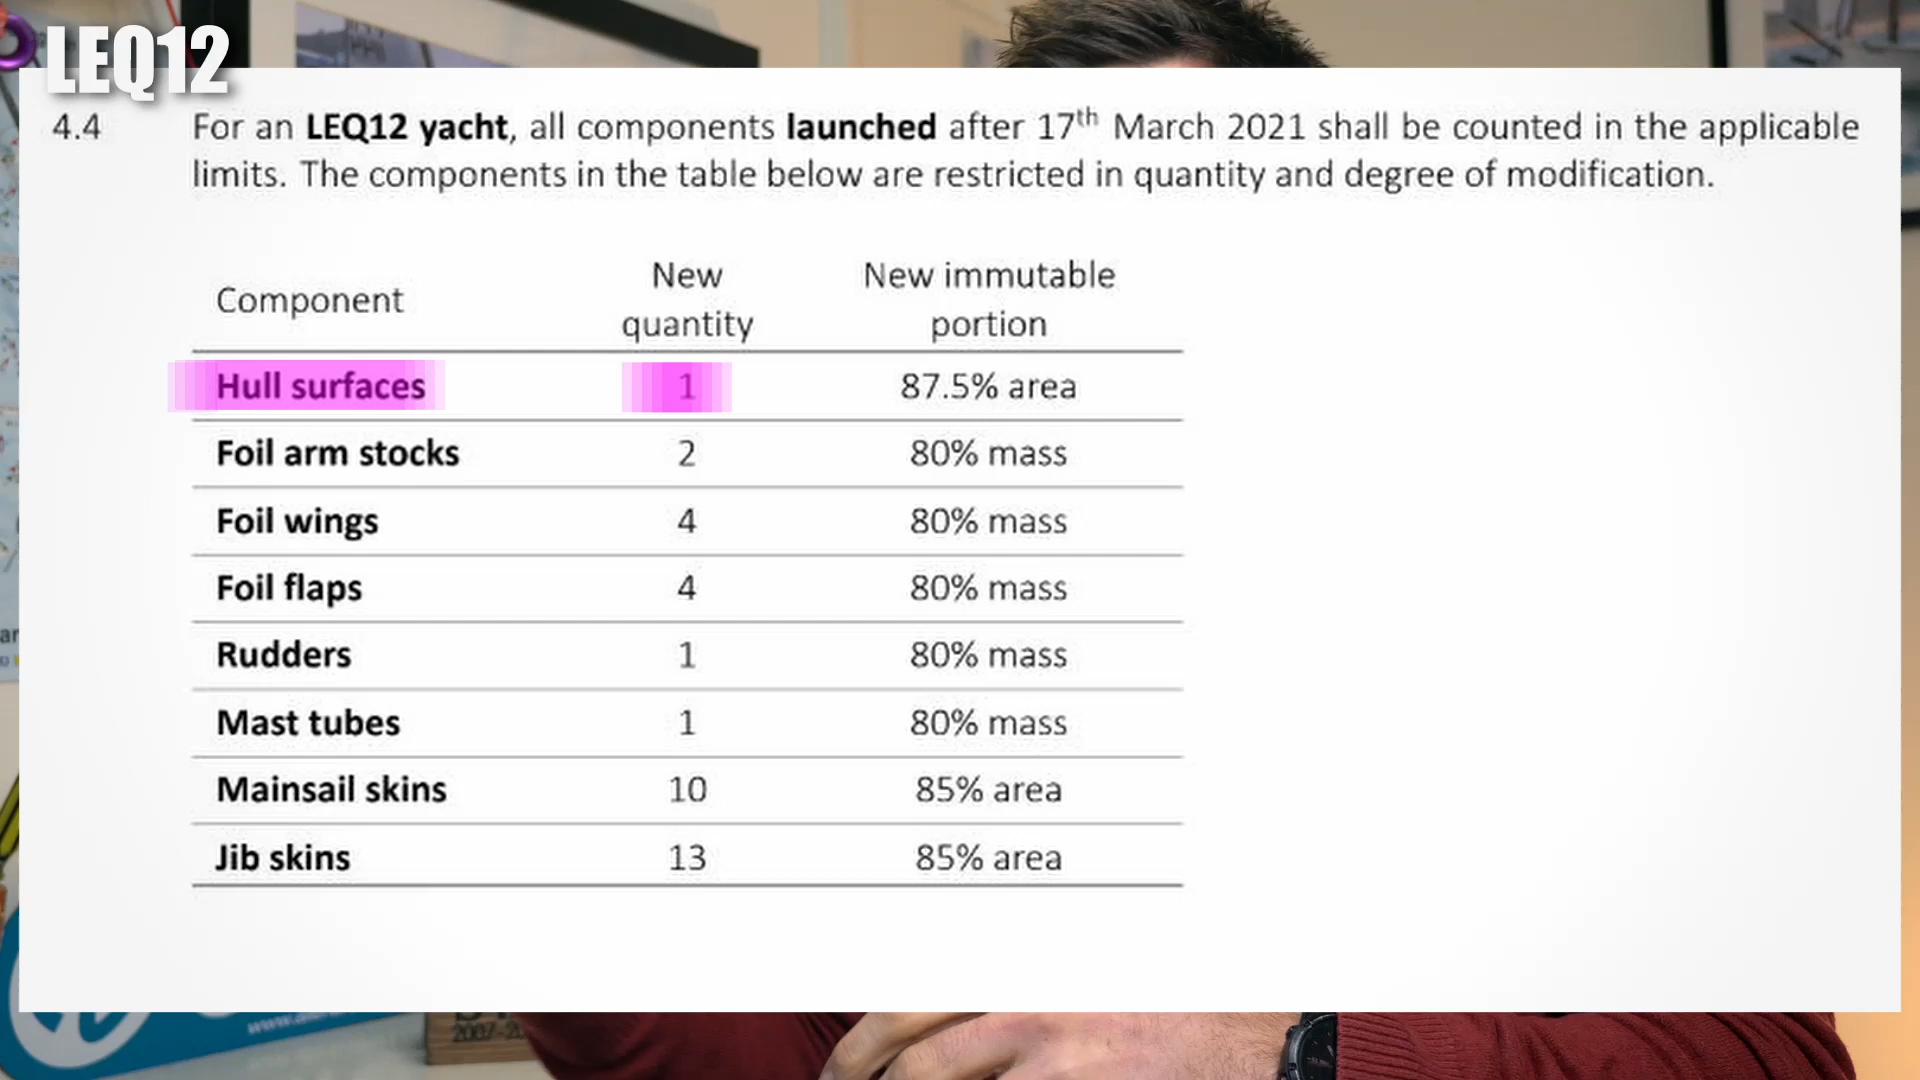 LEQ12
4.4 For an LEQ12 yacht, all components launched after 17th March 2021 shall be counted in the applicable
limits. The components in the table below are restricted in quantity and degree of modification.
Component New quantity New immutable portion
Hull surfaces 1 87.5% area
Foil arm stocks 2 80% mass
Foil wings 4 80% mass
Foil flaps 4 80% mass
Rudders 1 80% mass
Mast tubes 1 80% mass
Mainsail skins 10 85% area
Jib skins 13 85% area